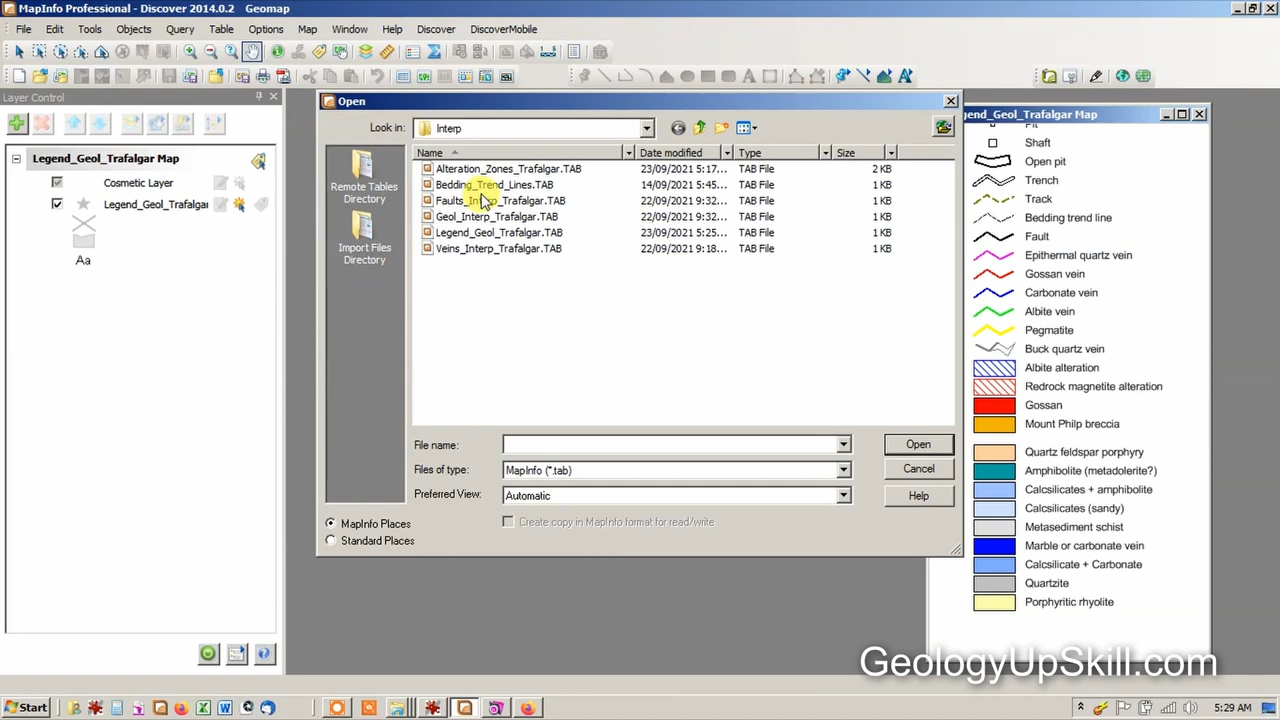 MapInfo Professional - Discover 2014.0.2 Geomap
File Edit Tools Objects Query Table Options Map Window Help Discover DiscoverMobile
Layer Control
Legend_Geol_Trafalgar Map
Cosmetic Layer
Legend_Geol_Trafalgar
Aa
Open
Look in: Interp
Remote Tables
Directory
Import Files
Directory
Name Date modified Type Size
Alteration_Zones_Trafalgar.TAB 23/09/2021 5:17... TAB File 2 KB
Bedding_Trend_Lines.TAB 14/09/2021 5:45... TAB File 1 KB
Faults_Interp_Trafalgar.TAB 22/09/2021 9:32... TAB File 1 KB
Geol_Interp_Trafalgar.TAB 22/09/2021 9:32... TAB File 1 KB
Legend_Geol_Trafalgar.TAB 23/09/2021 5:25... TAB File 1 KB
Veins_Interp_Trafalgar.TAB 22/09/2021 9:18... TAB File 1 KB
File name: Open
Files of type: MapInfo (*.tab) Cancel
Preferred View: Automatic Help
Create copy in MapInfo format for read/write
MapInfo Places
Standard Places
gend_Geol_Trafalgar Map
Pit
Shaft
Open pit
Trench
Track
Bedding trend line
Fault
Epithermal quartz vein
Gossan vein
Carbonate vein
Albite vein
Pegmatite
Buck quartz vein
Albite alteration
Redrock magnetite alteration
Gossan
Mount Philp breccia
Quartz feldspar porphyry
Amphibolite (metadolerite?)
Calcsilicates + amphibolite
Calcsilicates (sandy)
Metasediment schist
Marble or carbonate vein
Calcsilicate + Carbonate
Quartzite
Porphyritic rhyolite
GeologyUpSkill.com
Start 5:29 AM